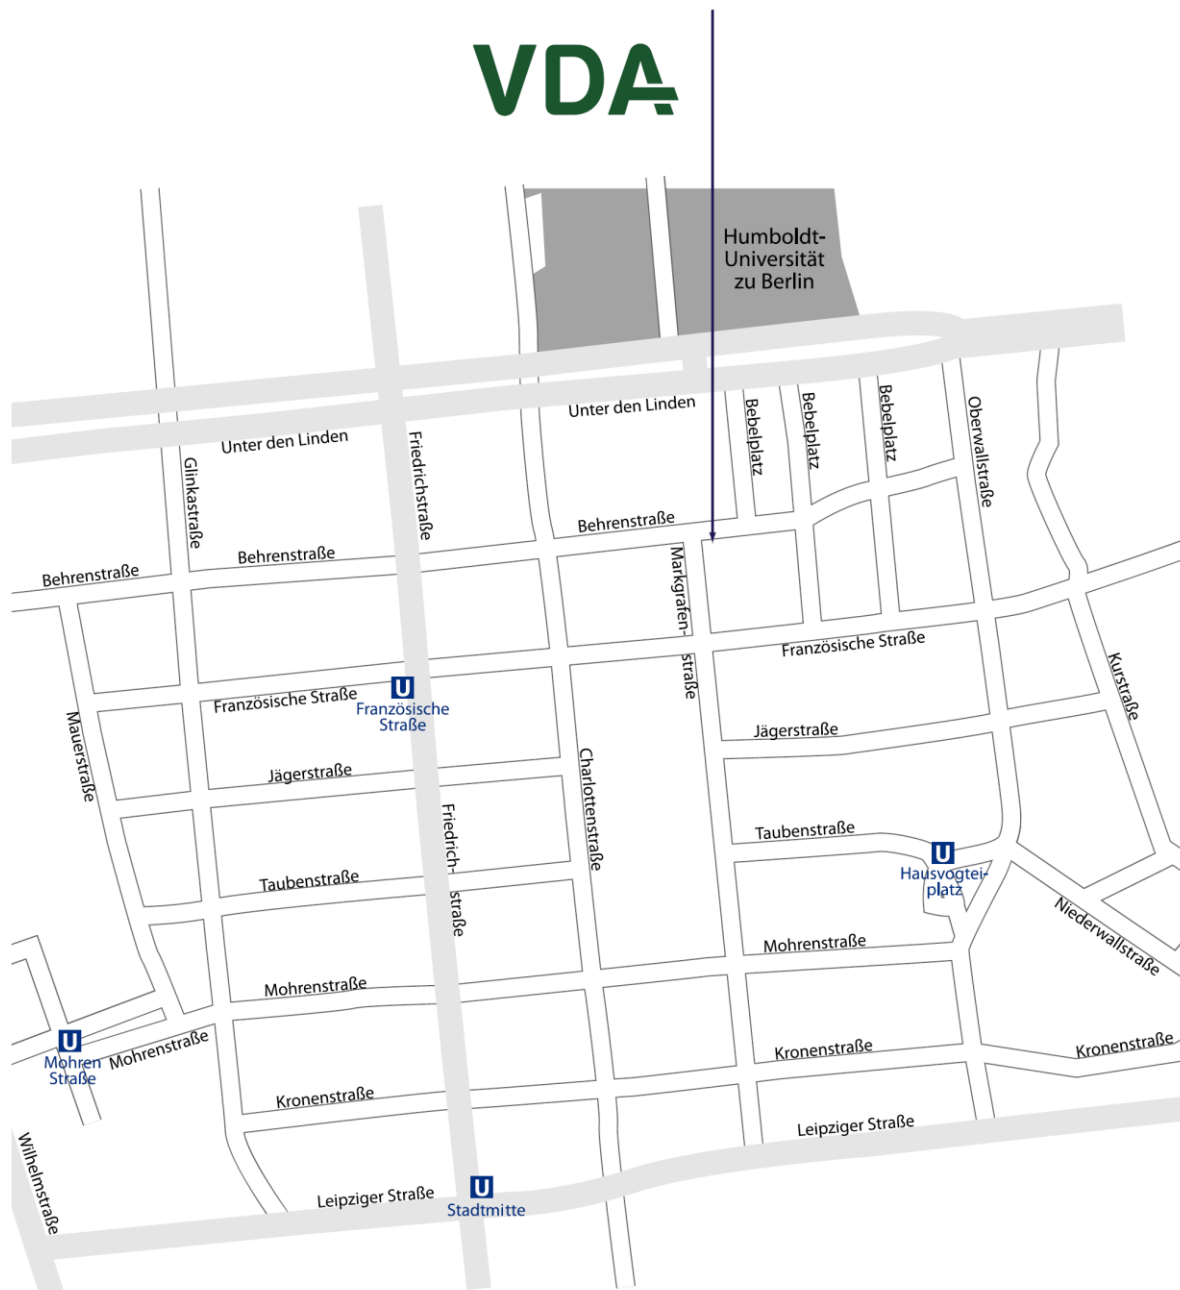 VDA
Humboldt-
Universität
zu Berlin
Unter den Linden
Unter den Linden
Bebelplatz
Bebelplatz
Bebelplatz
Oberwallstraße
Glinkastraße
Friedrichstraße
Behrenstraße
Behrenstraße
Behrenstraße
Markgrafen-
straße
Französische Straße
Französische Straße
U
Französische
Straße
Kurstraße
Mauerstraße
Jägerstraße
Jägerstraße
Charlottenstraße
Friedrich-
straße
Taubenstraße
Taubenstraße
U
Hausvogtei-
platz
Niederwallstraße
Mohrenstraße
Mohrenstraße
U
Mohren
Straße
Mohrenstraße
Kronenstraße
Kronenstraße
Kronenstraße
Leipziger Straße
Wilhelmstraße
Leipziger Straße
U
Stadtmitte